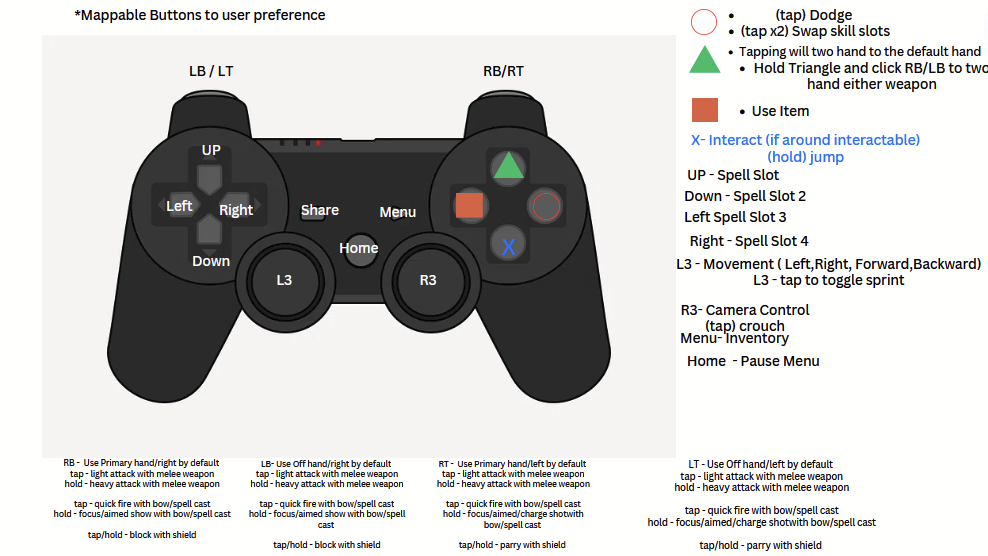 *Mappable Buttons to user preference
LB / LT
RB/RT
UP
Left
Right
Down
Share
Menu
Home
L3
R3
X
• (tap) Dodge
• (tap x2) Swap skill slots
• Tapping will two hand to the default hand
• Hold Triangle and click RB/LB to two
hand either weapon
• Use Item
X- Interact (if around interactable)
(hold) jump
UP - Spell Slot
Down - Spell Slot 2
Left Spell Slot 3
Right - Spell Slot 4
L3 - Movement ( Left,Right, Forward,Backward)
L3 - tap to toggle sprint
R3- Camera Control
(tap) crouch
Menu- Inventory
Home - Pause Menu
RB - Use Primary hand/right by default
tap - light attack with melee weapon
hold - heavy attack with melee weapon
tap - quick fire with bow/spell cast
hold - focus/aimed show with bow/spell cast
tap/hold - block with shield
LB- Use Off hand/right by default
tap - light attack with melee weapon
hold - heavy attack with melee weapon
tap - quick fire with bow/spell cast
hold - focus/aimed show with bow/spell
cast
tap/hold - block with shield
RT - Use Primary hand/left by default
tap - light attack with melee weapon
hold - heavy attack with melee weapon
tap - quick fire with bow/spell cast
hold - focus/aimed/charge shotwith
bow/spell cast
tap/hold - parry with shield
LT - Use Off hand/left by default
tap - light attack with melee weapon
hold - heavy attack with melee weapon
tap - quick fire with bow/spell cast
hold - focus/aimed/charge shotwith bow/spell cast
tap/hold - parry with shield